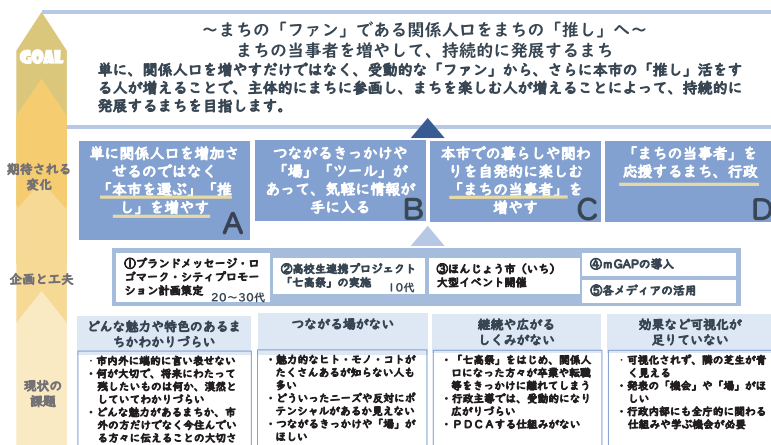 ～まちの「ファン」である関係人口をまちの「推し」へ～
GOAL
まちの当事者を増やして、持続的に発展するまち
単に、関係人口を増やすだけではなく、受動的な「ファン」から、さらに本市の「推し」活をす
る人が増えることで、主体的にまちに参画し、まちを楽しむ人が増えることによって、持続的に
発展するまちを目指します。
期待される
変化
単に関係人口を増加さ
せるのではなく
「本市を選ぶ」「推
し」を増やす
A
つながるきっかけや
「場」「ツール」が
あって、気軽に情報が
手に入る
B
本市での暮らしや関わ
りを自発的に楽しむ
「まちの当事者」を
増やす
C
「まちの当事者」を
応援するまち、行政
D
企画と工夫
①ブランドメッセージ・ロ
ゴマーク・シティプロモー
ション計画策定
20～30代
②高校生連携プロジェクト
「七高祭」の実施
10代
③ほんじょう市（いち）
大型イベント開催
④mGAPの導入
⑤各メディアの活用
現状の
課題
どんな魅力や特色のあるま
ちかわかりづらい
・市内外に端的に言い表せない
・何が大切で、将来にわたって
残したいものは何か、漠然と
していてわかりづらい
・どんな魅力があるまちか、市
外の方だけでなく今住んでい
る方々に伝えることの大切さ
つながる場がない
・魅力的なヒト・モノ・コトが
たくさんあるが知らない人も
多い
・どういったニーズや反対にポ
テンシャルがあるか見えない
・つながるきっかけや「場」が
ほしい
継続や広がる
しくみがない
・「七高祭」をはじめ、関係人
口になった方々が卒業や転職
等をきっかけに離れてしまう
・行政主導では、受動的になり
広がりづらい
・PDCAする仕組みがない
効果など可視化が
足りていない
・可視化されず、隣の芝生が青
く見える
・発表の「機会」や「場」がほ
しい
・行政内部にも全庁的に関わる
仕組みや学ぶ機会が必要